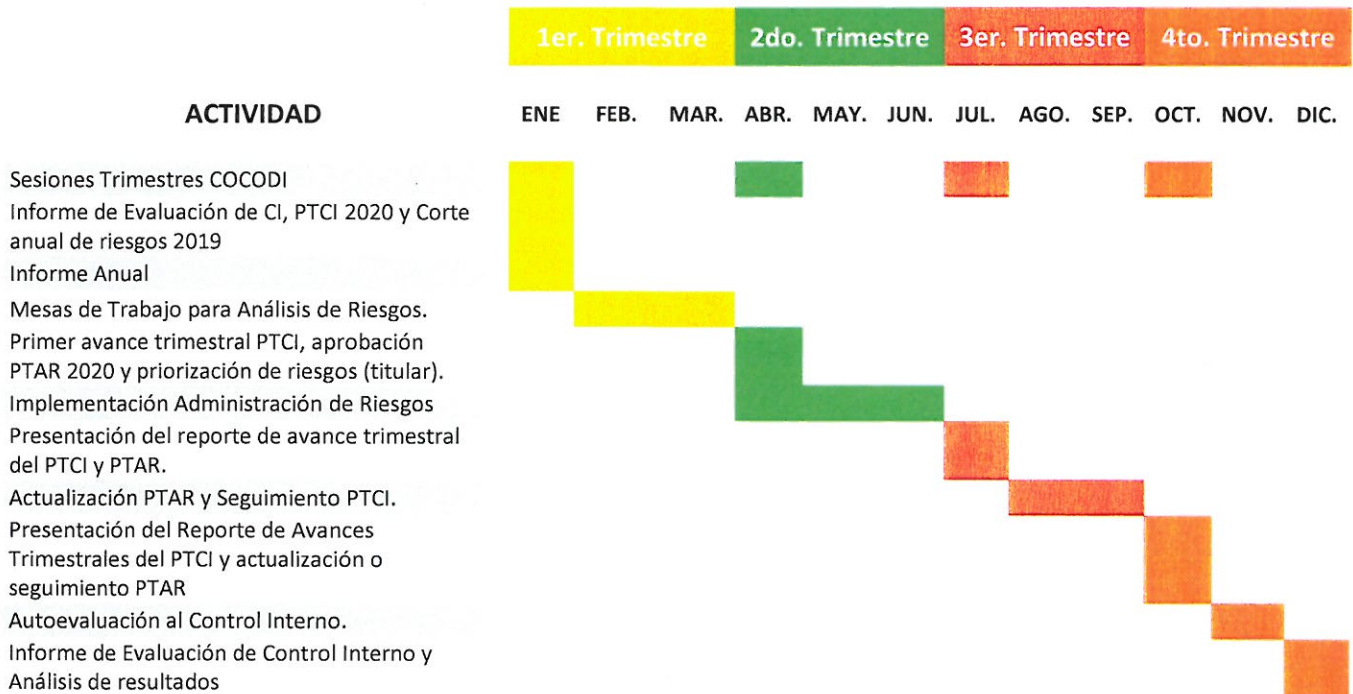 1er. Trimestre 2do. Trimestre 3er. Trimestre 4to. Trimestre
ACTIVIDAD ENE FEB. MAR. ABR. MAY. JUN. JUL. AGO. SEP. OCT. NOV. DIC.
Sesiones Trimestres COCODI
Informe de Evaluación de CI, PTCI 2020 y Corte
anual de riesgos 2019
Informe Anual
Mesas de Trabajo para Análisis de Riesgos.
Primer avance trimestral PTCI, aprobación
PTAR 2020 y priorización de riesgos (titular).
Implementación Administración de Riesgos
Presentación del reporte de avance trimestral
del PTCI y PTAR.
Actualización PTAR y Seguimiento PTCI.
Presentación del Reporte de Avances
Trimestrales del PTCI y actualización o
seguimiento PTAR
Autoevaluación al Control Interno.
Informe de Evaluación de Control Interno y
Análisis de resultados